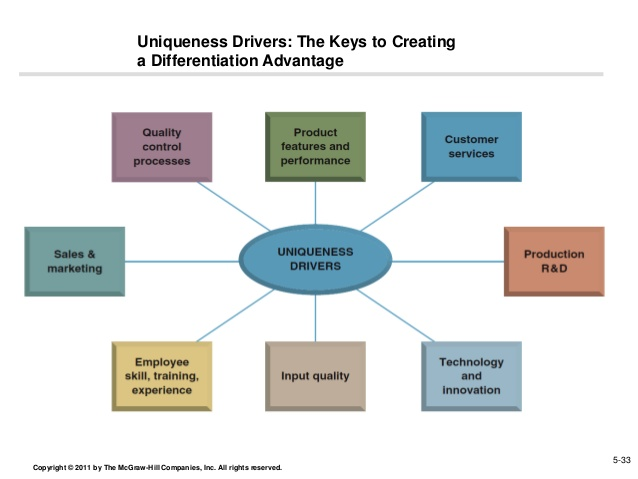 Uniqueness Drivers: The Keys to Creating
a Differentiation Advantage
Quality
control
processes
Product
features and
performance
Customer
services
Sales &
marketing
UNIQUENESS
DRIVERS
Production
R&D
Employee
skill, training,
experience
Input quality
Technology
and
innovation
5-33
Copyright © 2011 by The McGraw-Hill Companies, Inc. All rights reserved.